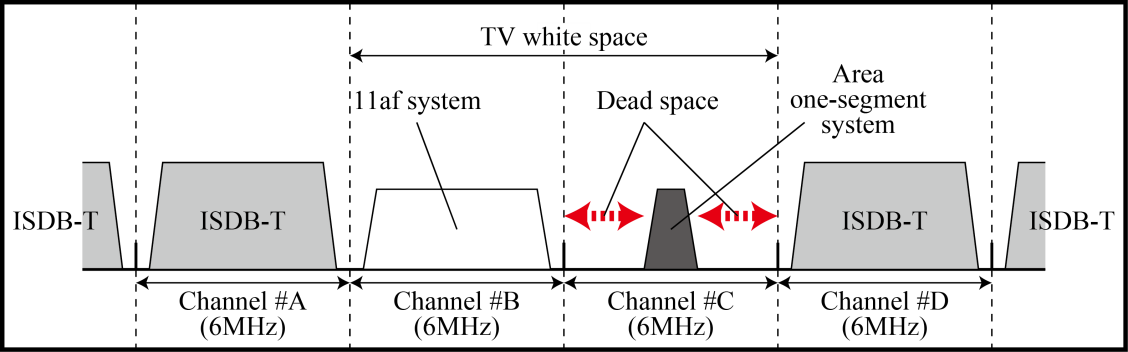 TV white space
11af system
Dead space
Area
one-segment
system
ISDB-T
ISDB-T
ISDB-T
ISDB-T
Channel #A
(6MHz)
Channel #B
(6MHz)
Channel #C
(6MHz)
Channel #D
(6MHz)